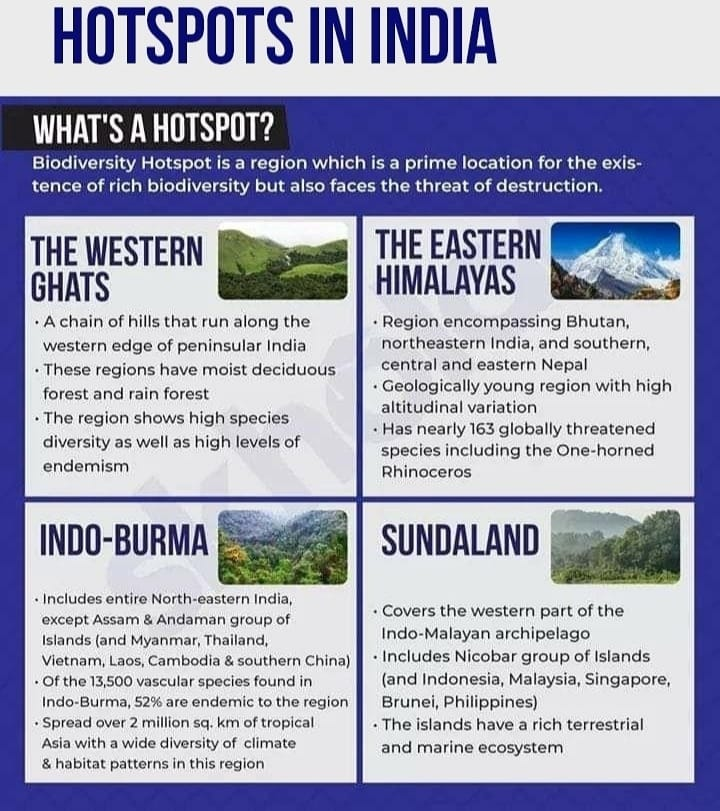 HOTSPOTS IN INDIA
WHAT'S A HOTSPOT?
Biodiversity Hotspot is a region which is a prime location for the exis-
tence of rich biodiversity but also faces the threat of destruction.
THE WESTERN
GHATS
• A chain of hills that run along the
western edge of peninsular India
• These regions have moist deciduous
forest and rain forest
• The region shows high species
diversity as well as high levels of
endemism
THE EASTERN
HIMALAYAS
• Region encompassing Bhutan,
northeastern India, and southern,
central and eastern Nepal
• Geologically young region with high
altitudinal variation
• Has nearly 163 globally threatened
species including the One-horned
Rhinoceros
INDO-BURMA
• Includes entire North-eastern India,
except Assam & Andaman group of
Islands (and Myanmar, Thailand,
Vietnam, Laos, Cambodia & southern China)
• Of the 13,500 vascular species found in
Indo-Burma, 52% are endemic to the region
• Spread over 2 million sq. km of tropical
Asia with a wide diversity of climate
& habitat patterns in this region
SUNDALAND
• Covers the western part of the
Indo-Malayan archipelago
• Includes Nicobar group of Islands
(and Indonesia, Malaysia, Singapore,
Brunei, Philippines)
• The islands have a rich terrestrial
and marine ecosystem